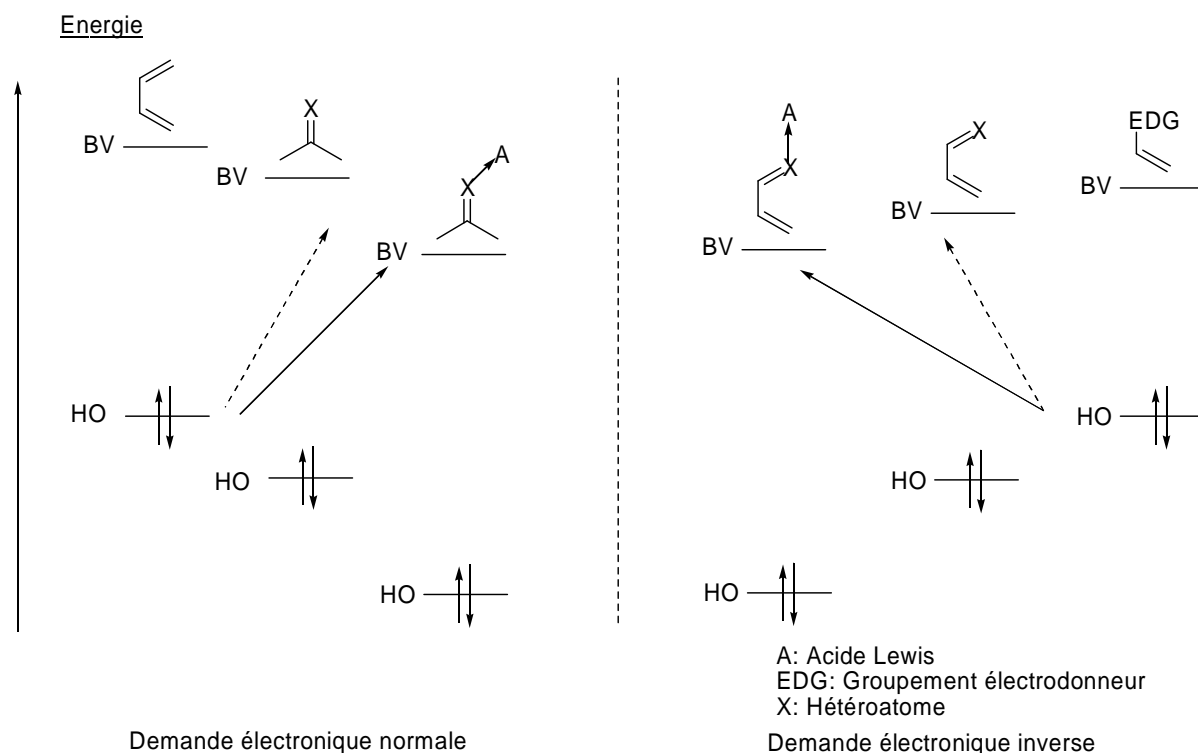 Energie
BV
BV
X
X
A
BV
HO
HO
HO
Demande électronique normale
A
X
BV
X
BV
EDG
BV
HO
HO
HO
A: Acide Lewis
EDG: Groupement électrodonneur
X: Hétéroatome
Demande électronique inverse